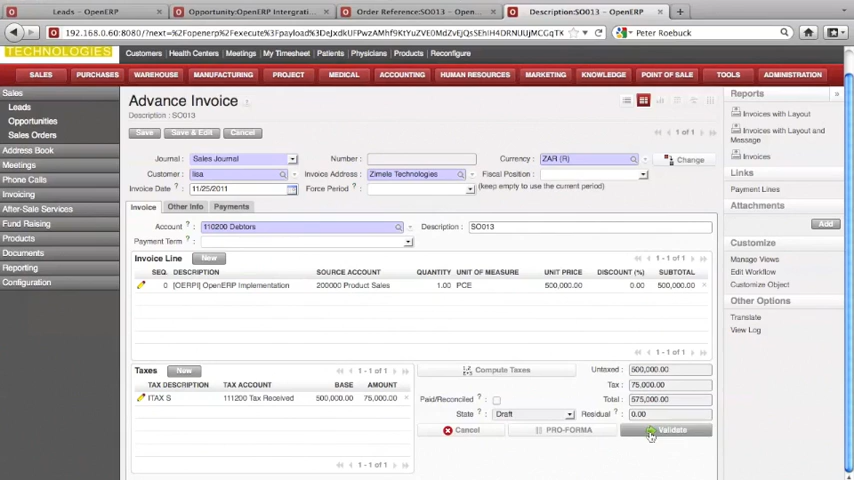 Leads – OpenERP
Opportunity:OpenERP Intergrati...
Order Reference:SO013 – OpenE...
Description:SO013 – OpenERP
Peter Roebuck
TECHNOLOGIES
Customers Health Centers Meetings My Timesheet Patients Physicians Products Reconfigure
SALES PURCHASES WAREHOUSE MANUFACTURING PROJECT MEDICAL ACCOUNTING HUMAN RESOURCES MARKETING KNOWLEDGE POINT OF SALE TOOLS ADMINISTRATION
Sales
Leads
Opportunities
Sales Orders
Address Book
Meetings
Phone Calls
Invoicing
After-Sale Services
Fund Raising
Products
Documents
Reporting
Configuration
Advance Invoice
Description : SO013
Save Save & Edit Cancel
1 of 1
Journal : Sales Journal Number : Currency : ZAR (R) Change
Customer : lisa Invoice Address : Zimele Technologies Fiscal Position :
Invoice Date : 11/25/2011 Force Period : (keep empty to use the current period)
Invoice Other Info Payments
Account ? : 110200 Debtors Description : SO013
Payment Term ? :
Invoice Line New 1 - 1 of 1
SEQ. DESCRIPTION SOURCE ACCOUNT QUANTITY UNIT OF MEASURE UNIT PRICE DISCOUNT (%) SUBTOTAL
0 [OERPI] OpenERP Implementation 200000 Product Sales 1.00 PCE 500,000.00 0.00 500,000.00
1 - 1 of 1
Taxes New 1 - 1 of 1
TAX DESCRIPTION TAX ACCOUNT BASE AMOUNT
ITAX S 111200 Tax Received 500,000.00 75,000.00
1 - 1 of 1
Compute Taxes Untaxed : 500,000.00
Tax : 75,000.00
Paid/Reconciled ? : Total : 575,000.00
State ? : Draft Residual ? : 0.00
Cancel PRO-FORMA Validate
Reports »
Invoices with Layout
Invoices with Layout and
Message
Invoices
Links
Payment Lines
Attachments
Add
Customize
Manage Views
Edit Workflow
Customize Object
Other Options
Translate
View Log